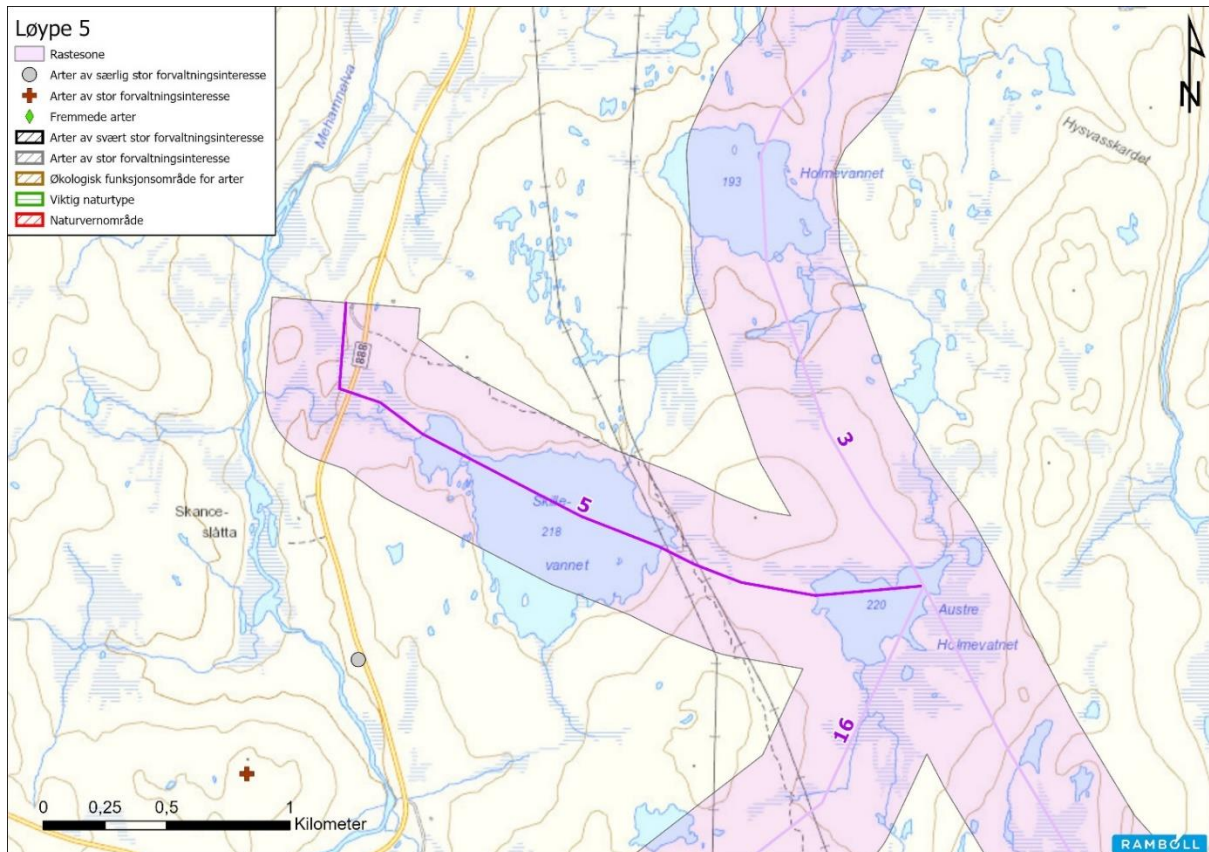 Løype 5
Rastesone
Arter av særlig stor forvaltningsinteresse
Arter av stor forvaltningsinteresse
Fremmede arter
Arter av svært stor forvaltningsinteresse
Arter av stor forvaltningsinteresse
Økologisk funksjonsområde for arter
Viktig naturtype
Naturvernområde
Mehamnelva
N
Hysvasskardet
193
Holmevannet
888
3
Skille-
5
218
vannet
Skance-
slåtta
220
Austre
Holmevatnet
16
0 0,25 0,5 1
Kilometer
RAMBOLL